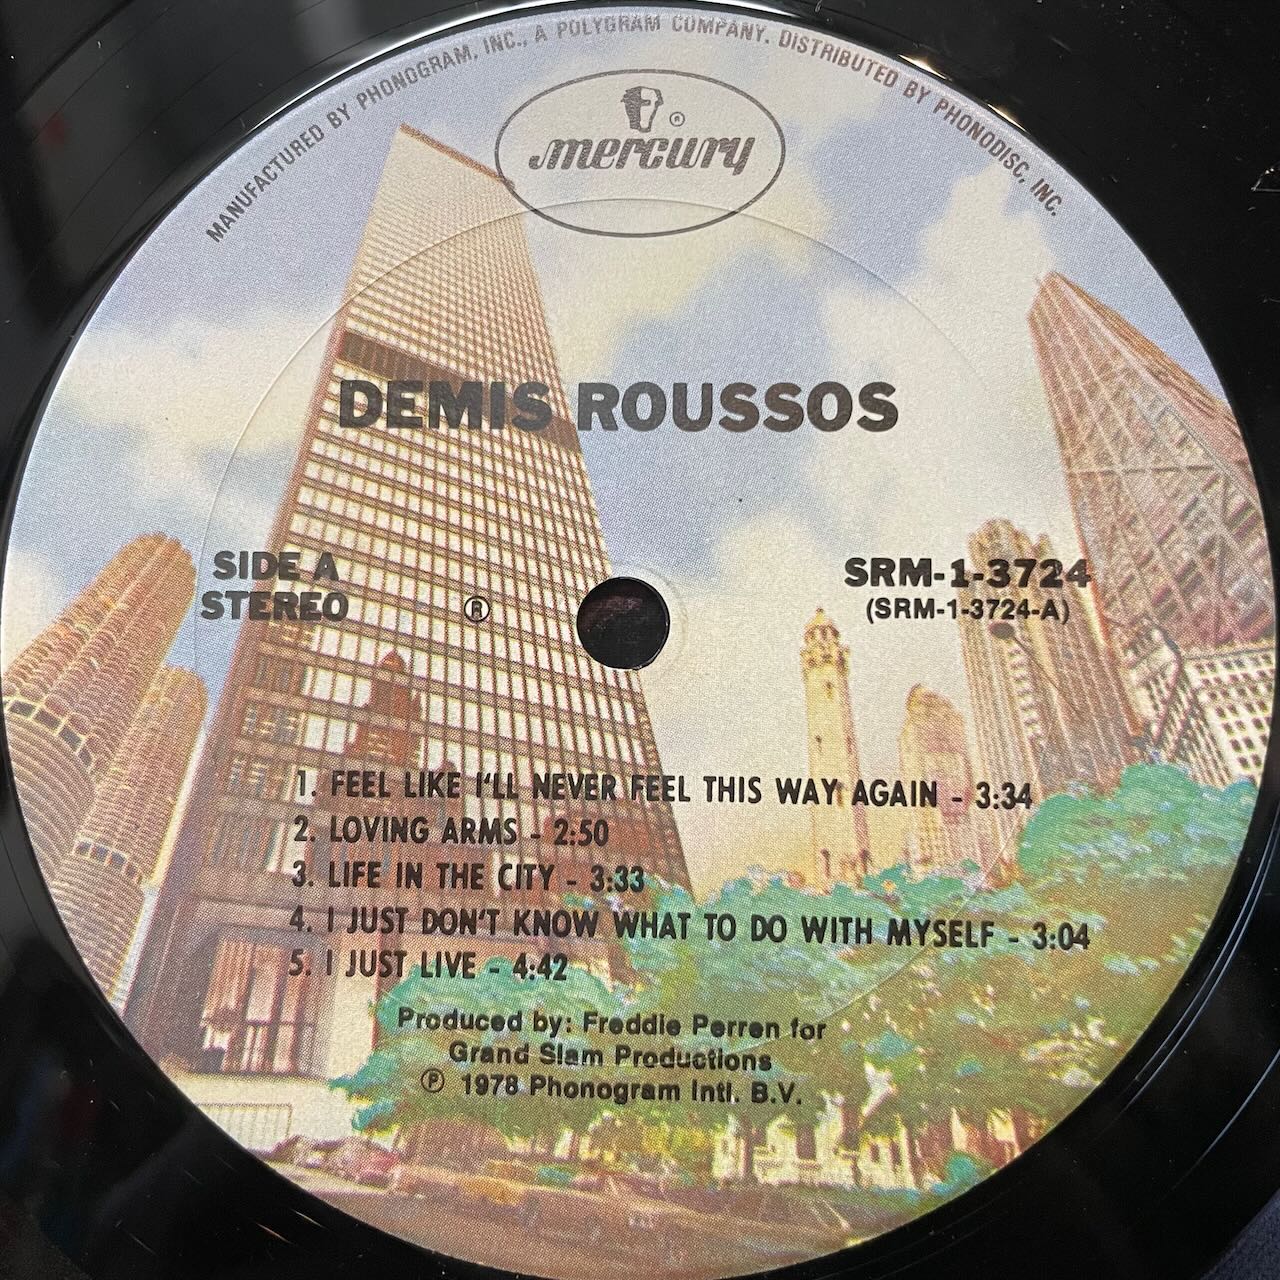 MANUFACTURED BY PHONOGRAM, INC., A POLYGRAM COMPANY. DISTRIBUTED BY PHONODISC, INC.
®
mercury
DEMIS ROUSSOS
SIDE A
STEREO
®
SRM-1-3724
(SRM-1-3724-A)
1. FEEL LIKE I'LL NEVER FEEL THIS WAY AGAIN - 3:34
2. LOVING ARMS - 2:50
3. LIFE IN THE CITY - 3:33
4. I JUST DON'T KNOW WHAT TO DO WITH MYSELF - 3:04
5. I JUST LIVE - 4:42
Produced by: Freddie Perren for
Grand Slam Productions
℗ 1978 Phonogram Intl. B.V.